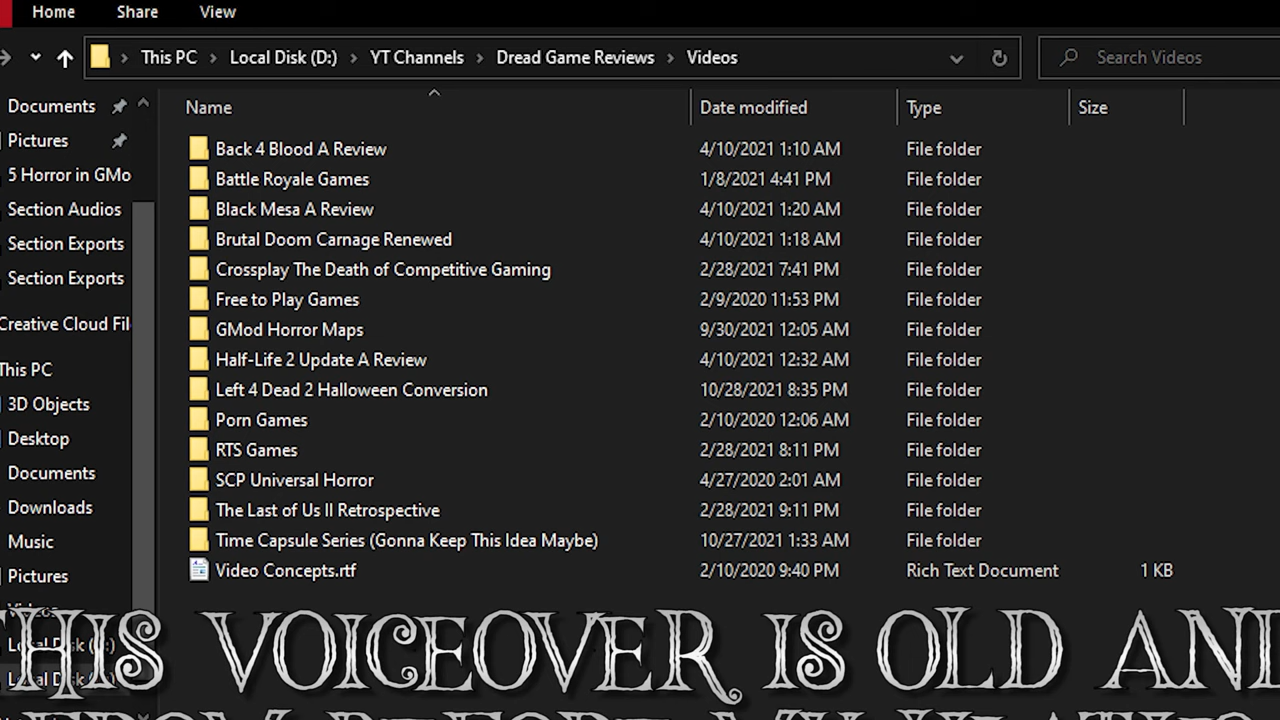 Home Share View
This PC Local Disk (D:) YT Channels Dread Game Reviews Videos Search Videos
Documents
Pictures
5 Horror in GMo
Section Audios
Section Exports
Section Exports
Creative Cloud Fil
This PC
3D Objects
Desktop
Documents
Downloads
Music
Pictures
Videos
Local Disk
Local Disk
Name Date modified Type Size
Back 4 Blood A Review 4/10/2021 1:10 AM File folder
Battle Royale Games 1/8/2021 4:41 PM File folder
Black Mesa A Review 4/10/2021 1:20 AM File folder
Brutal Doom Carnage Renewed 4/10/2021 1:18 AM File folder
Crossplay The Death of Competitive Gaming 2/28/2021 7:41 PM File folder
Free to Play Games 2/9/2020 11:53 PM File folder
GMod Horror Maps 9/30/2021 12:05 AM File folder
Half-Life 2 Update A Review 4/10/2021 12:32 AM File folder
Left 4 Dead 2 Halloween Conversion 10/28/2021 8:35 PM File folder
Porn Games 2/10/2020 12:06 AM File folder
RTS Games 2/28/2021 8:11 PM File folder
SCP Universal Horror 4/27/2020 2:01 AM File folder
The Last of Us II Retrospective 2/28/2021 9:11 PM File folder
Time Capsule Series (Gonna Keep This Idea Maybe) 10/27/2021 1:33 AM File folder
Video Concepts.rtf 2/10/2020 9:40 PM Rich Text Document 1 KB
THIS VOICEOVER IS OLD AND